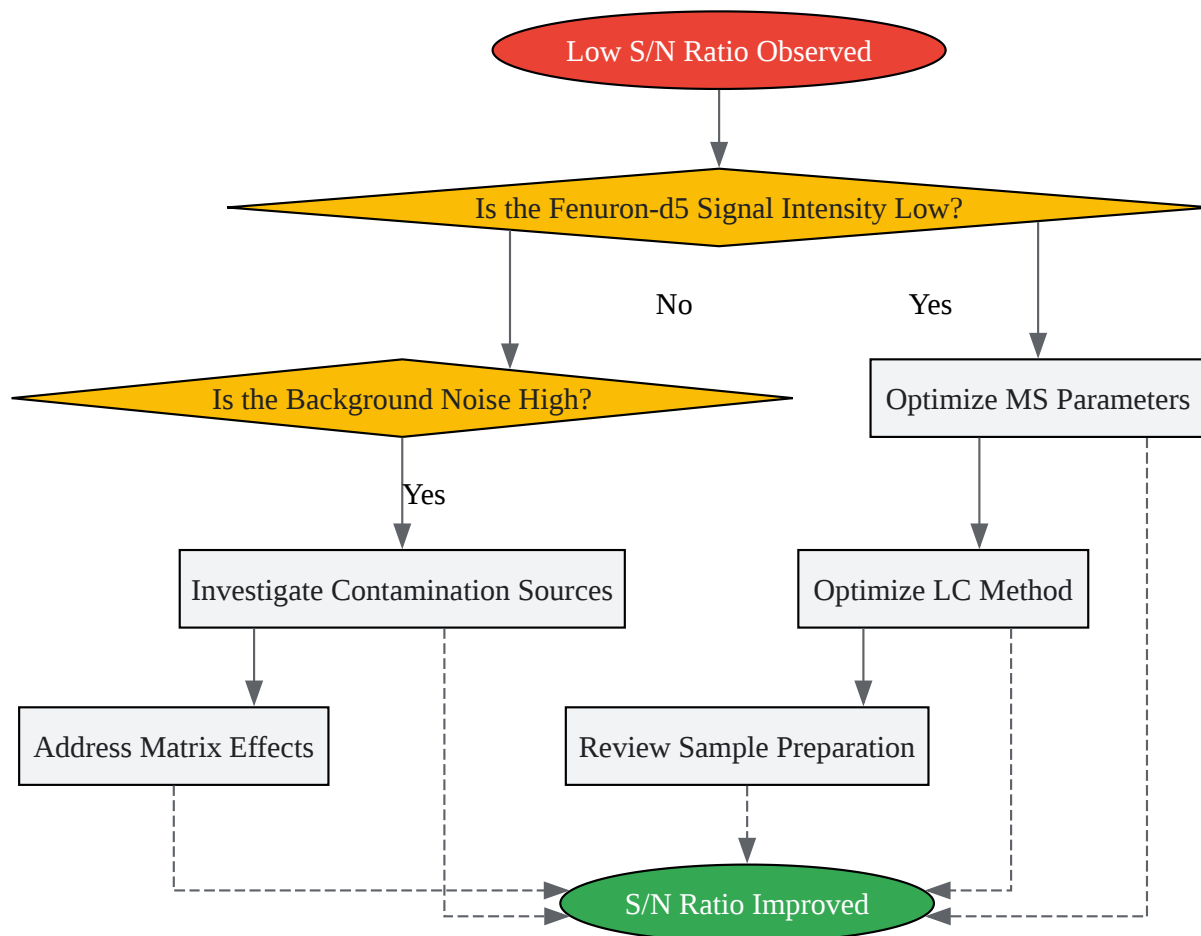 Low S/N Ratio Observed
Is the Fenuron-d5 Signal Intensity Low?
No
Yes
Is the Background Noise High?
Optimize MS Parameters
Yes
Investigate Contamination Sources
Optimize LC Method
Address Matrix Effects
Review Sample Preparation
S/N Ratio Improved